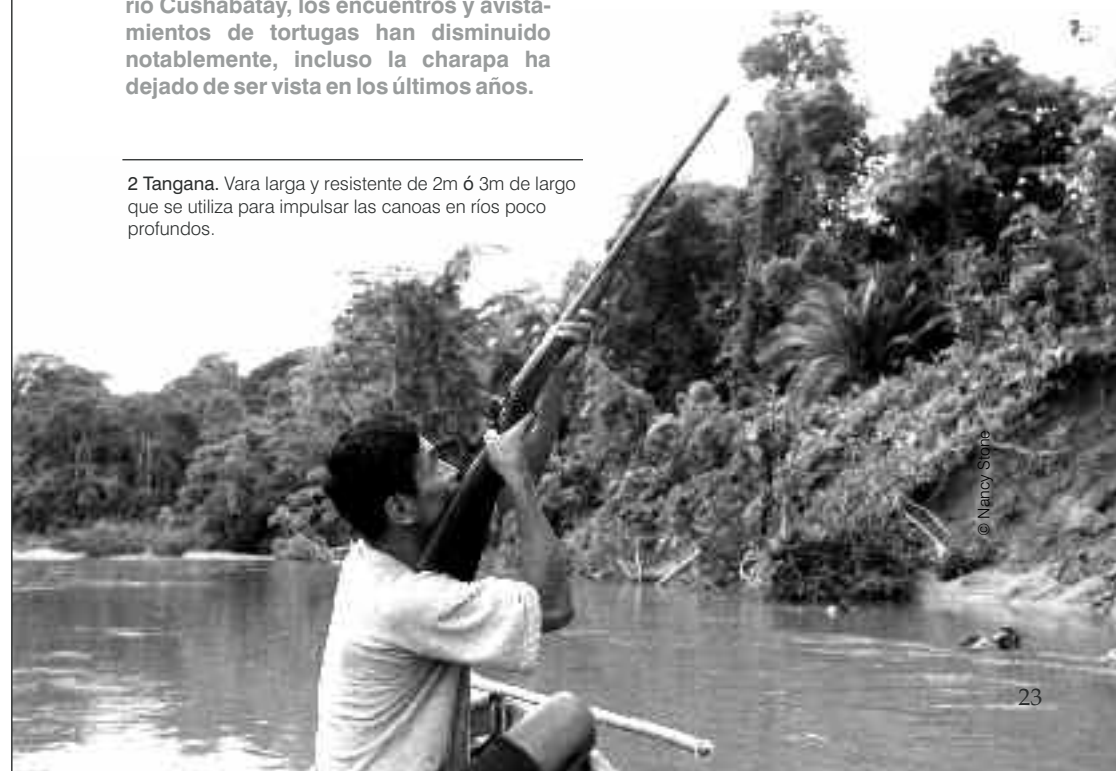 río Cushabatay, los encuentros y avista-
mientos de tortugas han disminuido
notablemente, incluso la charapa ha
dejado de ser vista en los últimos años.
2 Tangana. Vara larga y resistente de 2m ó 3m de largo
que se utiliza para impulsar las canoas en ríos poco
profundos.
© Nancy Stone
23